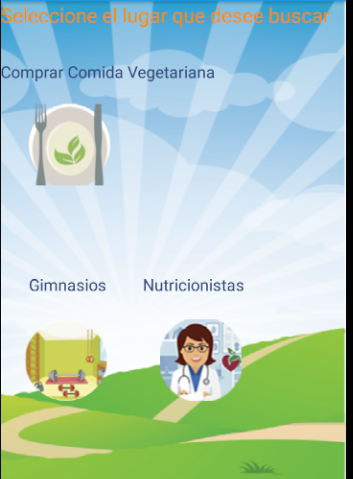 Seleccione el lugar que desee buscar
Comprar Comida Vegetariana
Gimnasios
Nutricionistas